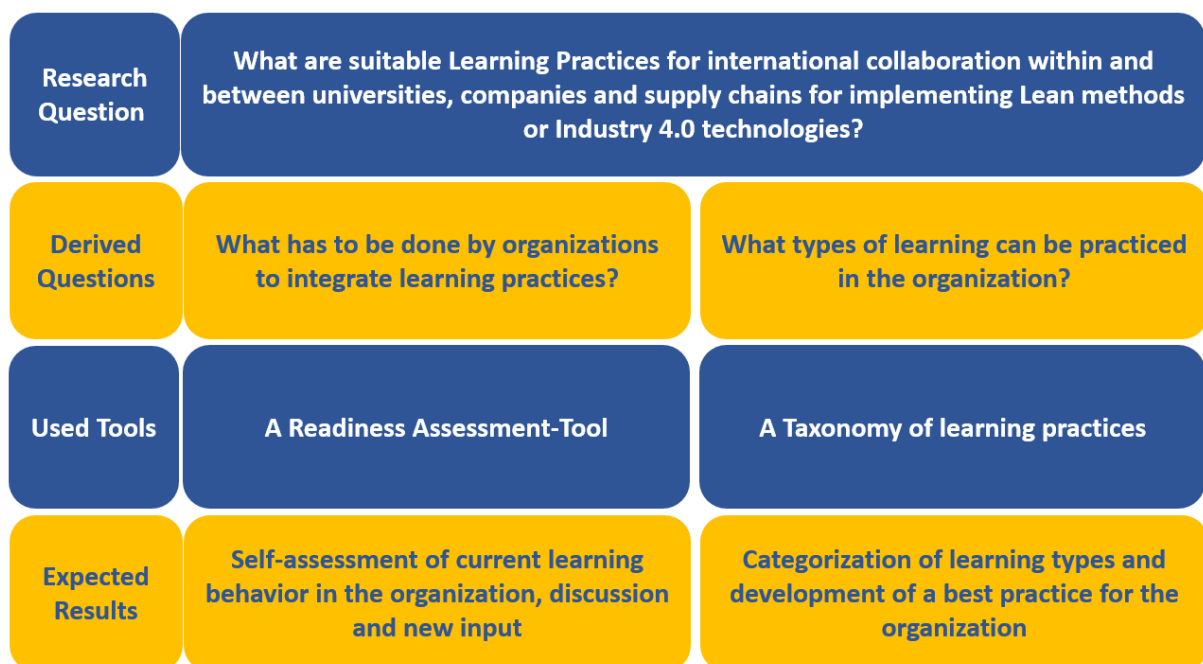 Research
Question
What are suitable Learning Practices for international collaboration within and
between universities, companies and supply chains for implementing Lean methods
or Industry 4.0 technologies?
Derived
Questions
What has to be done by organizations
to integrate learning practices?
What types of learning can be practiced
in the organization?
Used Tools
A Readiness Assessment-Tool
A Taxonomy of learning practices
Expected
Results
Self-assessment of current learning
behavior in the organization, discussion
and new input
Categorization of learning types and
development of a best practice for the
organization